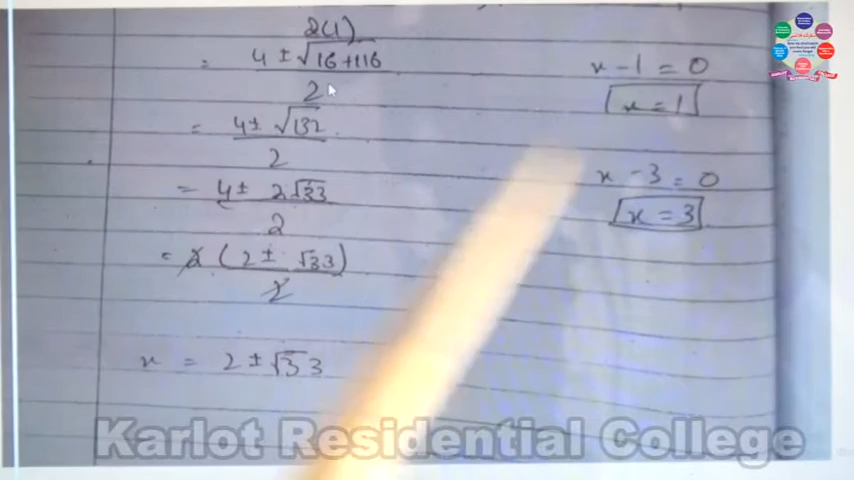 2(1)
= 4 ± √16+116
2
= 4 ± √132
2
= 4 ± 2√33
2
= 2 (2 ± √33)
2
x = 2 ± √33
x - 1 = 0
x = 1
x - 3 = 0
x = 3
Karlot Residential College